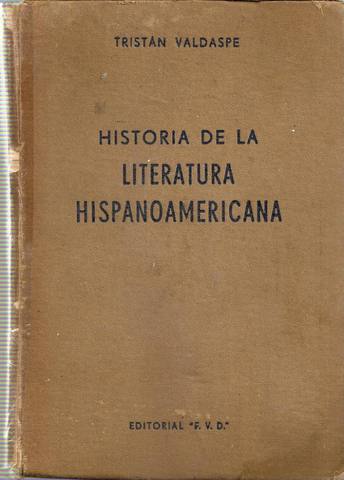 TRISTÁN VALDASPE
HISTORIA DE LA
LITERATURA
HISPANOAMERICANA
EDITORIAL "F. V. D."